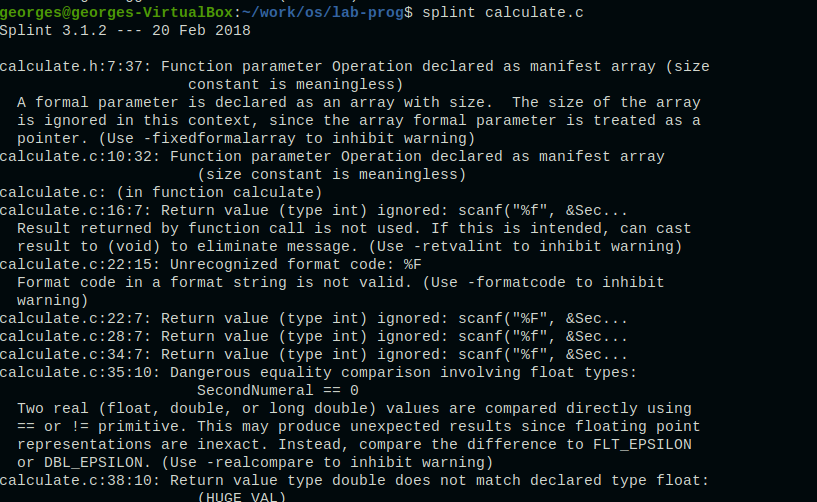 georges@georges-VirtualBox:~/work/os/lab-prog$ splint calculate.c
Splint 3.1.2 --- 20 Feb 2018
calculate.h:7:37: Function parameter Operation declared as manifest array (size
constant is meaningless)
A formal parameter is declared as an array with size.  The size of the array
is ignored in this context, since the array formal parameter is treated as a
pointer. (Use -fixedformalarray to inhibit warning)
calculate.c:10:32: Function parameter Operation declared as manifest array
(size constant is meaningless)
calculate.c: (in function calculate)
calculate.c:16:7: Return value (type int) ignored: scanf("%f", &Sec...
Result returned by function call is not used. If this is intended, can cast
result to (void) to eliminate message. (Use -retvalint to inhibit warning)
calculate.c:22:15: Unrecognized format code: %F
Format code in a format string is not valid. (Use -formatcode to inhibit
warning)
calculate.c:22:7: Return value (type int) ignored: scanf("%F", &Sec...
calculate.c:28:7: Return value (type int) ignored: scanf("%f", &Sec...
calculate.c:34:7: Return value (type int) ignored: scanf("%f", &Sec...
calculate.c:35:10: Dangerous equality comparison involving float types:
SecondNumeral == 0
Two real (float, double, or long double) values are compared directly using
== or != primitive. This may produce unexpected results since floating point
representations are inexact. Instead, compare the difference to FLT_EPSILON
or DBL_EPSILON. (Use -realcompare to inhibit warning)
calculate.c:38:10: Return value type double does not match declared type float:
(HUGE_VAL)